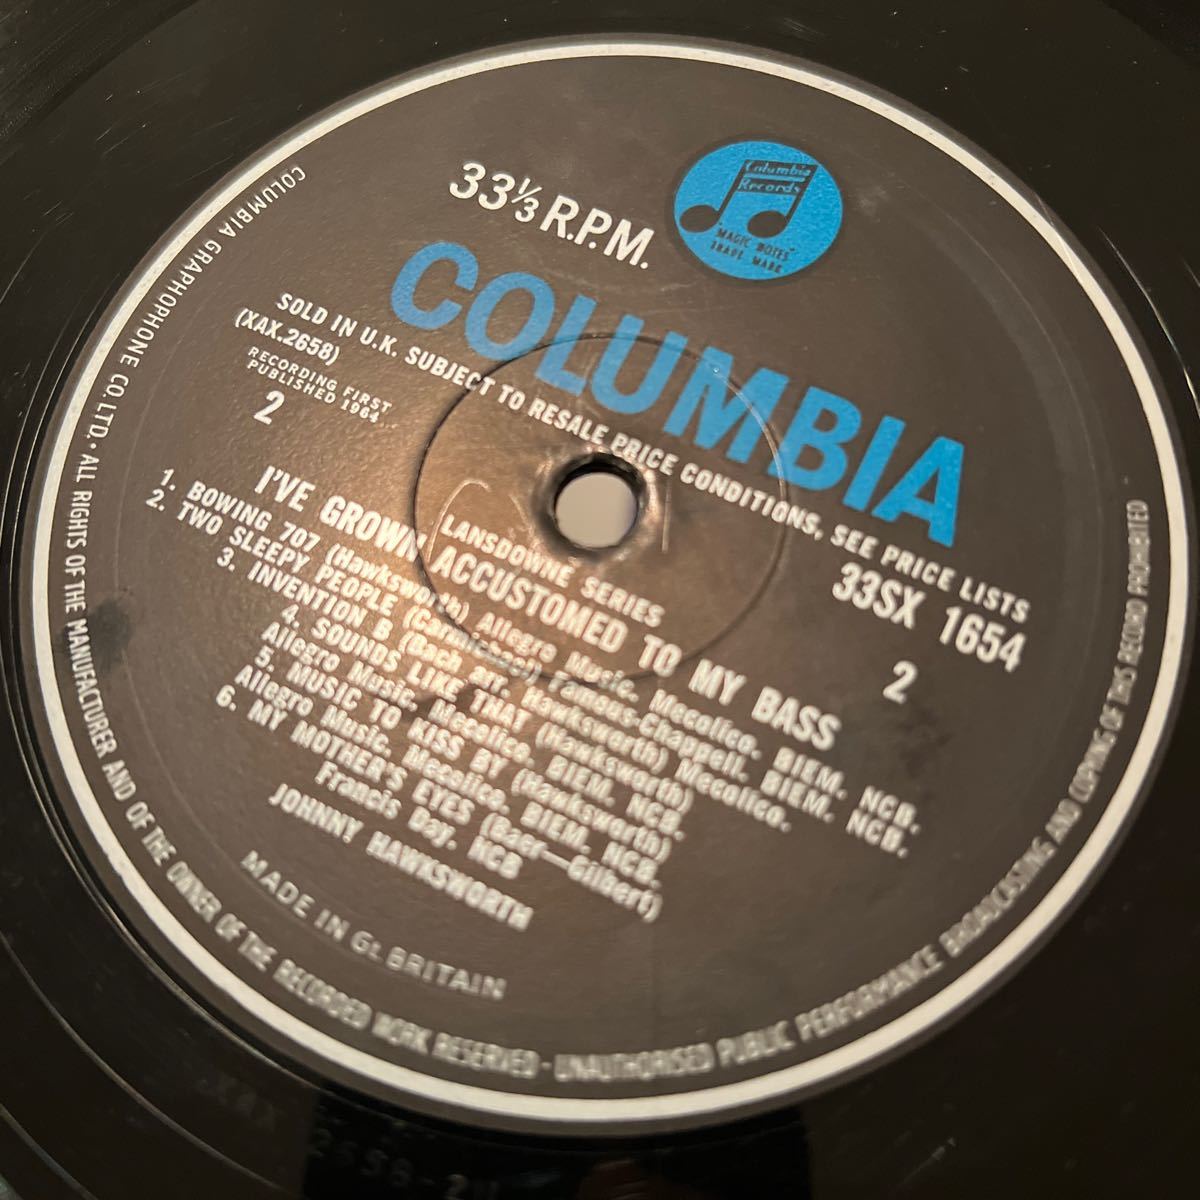 33⅓ R.P.M.
Columbia
Records
"MAGIC NOTES"
TRADE MARK
COLUMBIA
SOLD IN U.K. SUBJECT TO RESALE PRICE CONDITIONS, SEE PRICE LISTS
(XAX.2658)
RECORDING FIRST
PUBLISHED 1964
2
33SX 1654
2
LANSDOWNE SERIES
I'VE GROWN ACCUSTOMED TO MY BASS
1. BOWING 707 (Hawksworth) Allegro Music. Mecolico. BIEM. NCB.
2. TWO SLEEPY PEOPLE (Carmichael) Famous-Chappell. BIEM. NCB.
3. INVENTION B (Bach arr. Hawksworth) Mecolico.
4. SOUNDS LIKE THAT (Hawksworth)
Allegro Music. Mecolico. BIEM. NCB.
5. MUSIC TO KISS BY (Hawksworth)
Allegro Music. Mecolico. BIEM. NCB.
6. MY MOTHER'S EYES (Baer—Gilbert)
Francis Day. NCB
JOHNNY HAWKSWORTH
MADE IN Gt. BRITAIN
COLUMBIA GRAPHOPHONE CO. LTD. · ALL RIGHTS OF THE MANUFACTURER AND OF THE OWNER OF THE RECORDED WORK RESERVED · UNAUTHORISED PUBLIC PERFORMANCE BROADCASTING AND COPYING OF THIS RECORD PROHIBITED